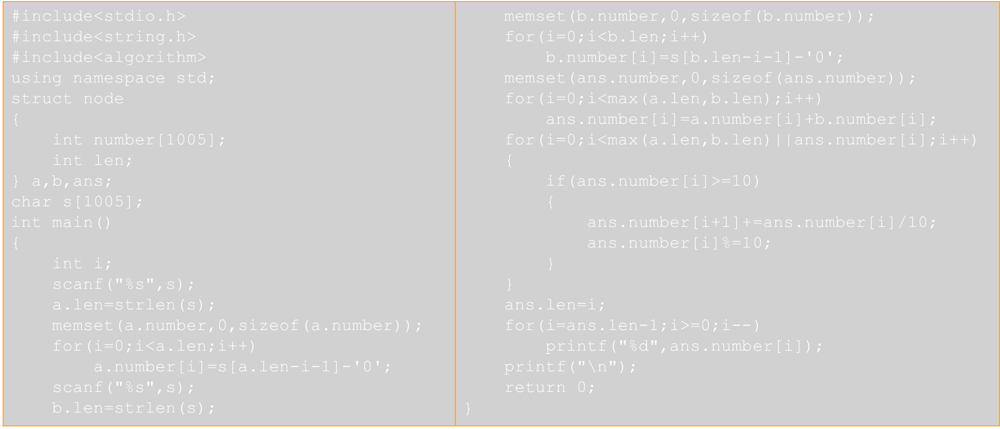 #include<stdio.h>
#include<string.h>
#include<algorithm>
using namespace std;
struct node
{
    int number[1005];
    int len;
} a,b,ans;
char s[1005];
int main()
{
    int i;
    scanf("%s",s);
    a.len=strlen(s);
    memset(a.number,0,sizeof(a.number));
    for(i=0;i<a.len;i++)
        a.number[i]=s[a.len-i-1]-'0';
    scanf("%s",s);
    b.len=strlen(s);
    memset(b.number,0,sizeof(b.number));
    for(i=0;i<b.len;i++)
        b.number[i]=s[b.len-i-1]-'0';
    memset(ans.number,0,sizeof(ans.number));
    for(i=0;i<max(a.len,b.len);i++)
        ans.number[i]=a.number[i]+b.number[i];
    for(i=0;i<max(a.len,b.len)||ans.number[i];i++)
    {
        if(ans.number[i]>=10)
        {
            ans.number[i+1]+=ans.number[i]/10;
            ans.number[i]%=10;
        }
    }
    ans.len=i;
    for(i=ans.len-1;i>=0;i--)
        printf("%d",ans.number[i]);
    printf("\n");
    return 0;
}